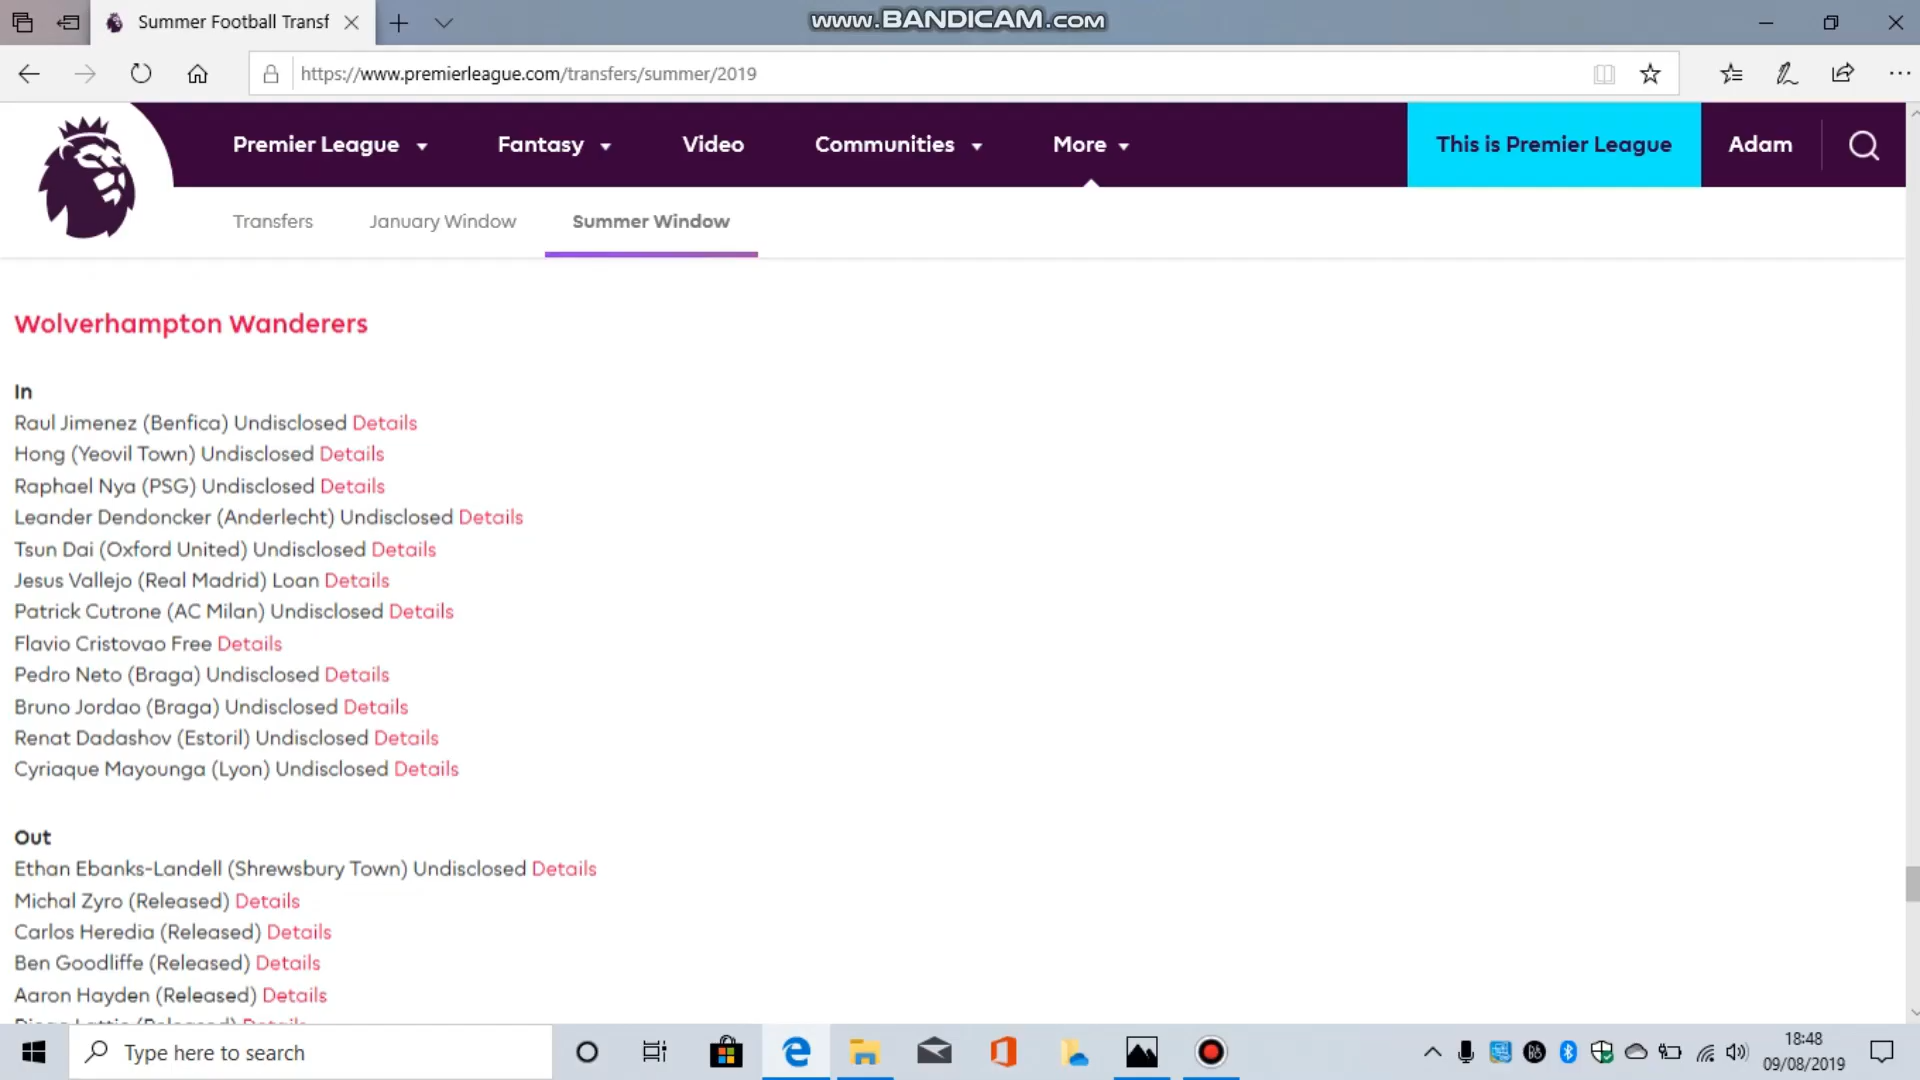 Summer Football Transf
www.BANDICAM.com
https://www.premierleague.com/transfers/summer/2019
Premier League
Fantasy
Video
Communities
More
This is Premier League
Adam
Transfers
January Window
Summer Window
Wolverhampton Wanderers
In
Raul Jimenez (Benfica) Undisclosed Details
Hong (Yeovil Town) Undisclosed Details
Raphael Nya (PSG) Undisclosed Details
Leander Dendoncker (Anderlecht) Undisclosed Details
Tsun Dai (Oxford United) Undisclosed Details
Jesus Vallejo (Real Madrid) Loan Details
Patrick Cutrone (AC Milan) Undisclosed Details
Flavio Cristovao Free Details
Pedro Neto (Braga) Undisclosed Details
Bruno Jordao (Braga) Undisclosed Details
Renat Dadashov (Estoril) Undisclosed Details
Cyriaque Mayounga (Lyon) Undisclosed Details
Out
Ethan Ebanks-Landell (Shrewsbury Town) Undisclosed Details
Michal Zyro (Released) Details
Carlos Heredia (Released) Details
Ben Goodliffe (Released) Details
Aaron Hayden (Released) Details
Type here to search
18:48
09/08/2019